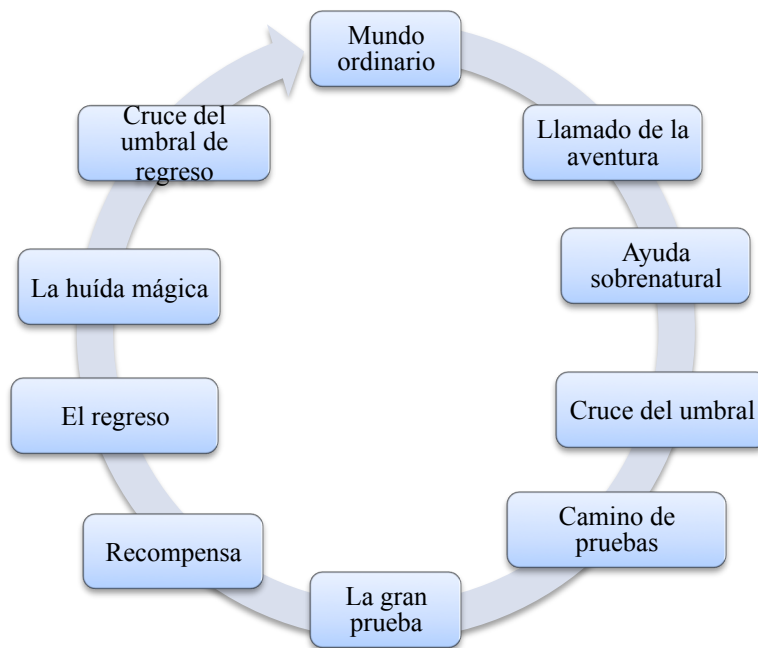 Mundo
ordinario
Llamado de la
aventura
Ayuda
sobrenatural
Cruce del umbral
Camino de
pruebas
La gran
prueba
Recompensa
El regreso
La huída mágica
Cruce del
umbral de
regreso